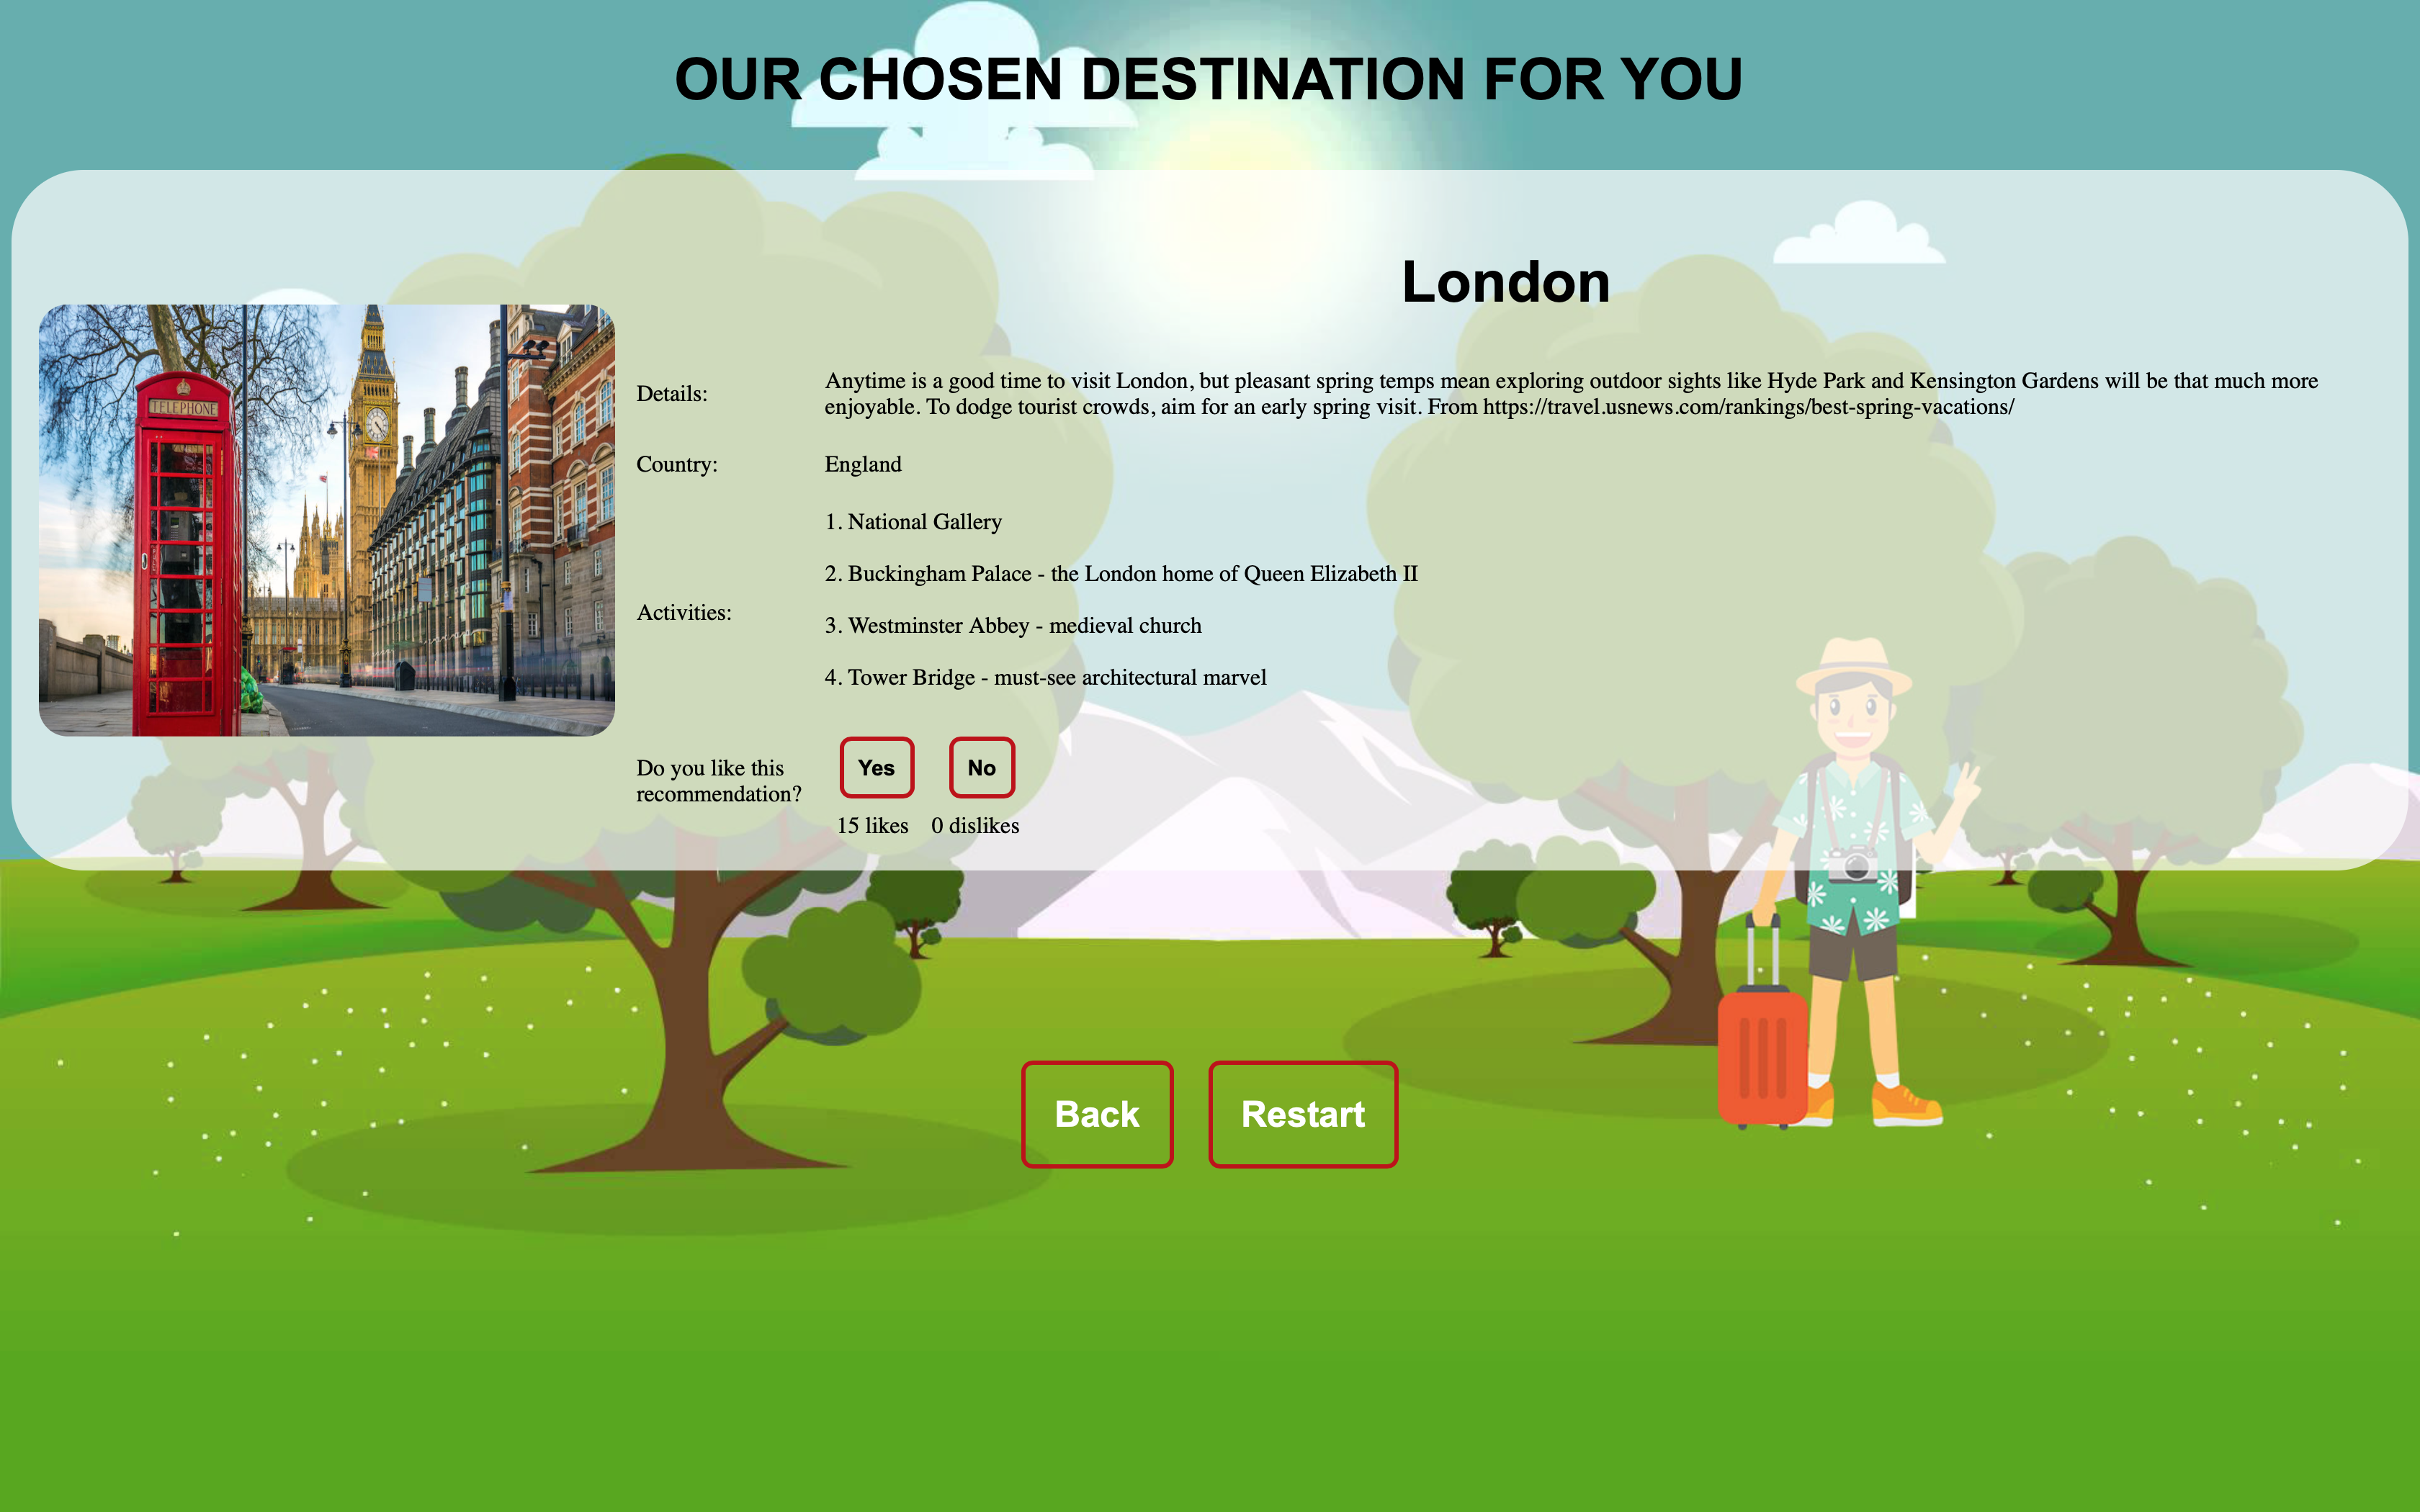 OUR CHOSEN DESTINATION FOR YOU
London
TELEPHONE
Details:
Anytime is a good time to visit London, but pleasant spring temps mean exploring outdoor sights like Hyde Park and Kensington Gardens will be that much more
enjoyable. To dodge tourist crowds, aim for an early spring visit. From https://travel.usnews.com/rankings/best-spring-vacations/
Country:
England
Activities:
1. National Gallery
2. Buckingham Palace - the London home of Queen Elizabeth II
3. Westminster Abbey - medieval church
4. Tower Bridge - must-see architectural marvel
Do you like this
recommendation?
Yes
No
15 likes
0 dislikes
Back
Restart